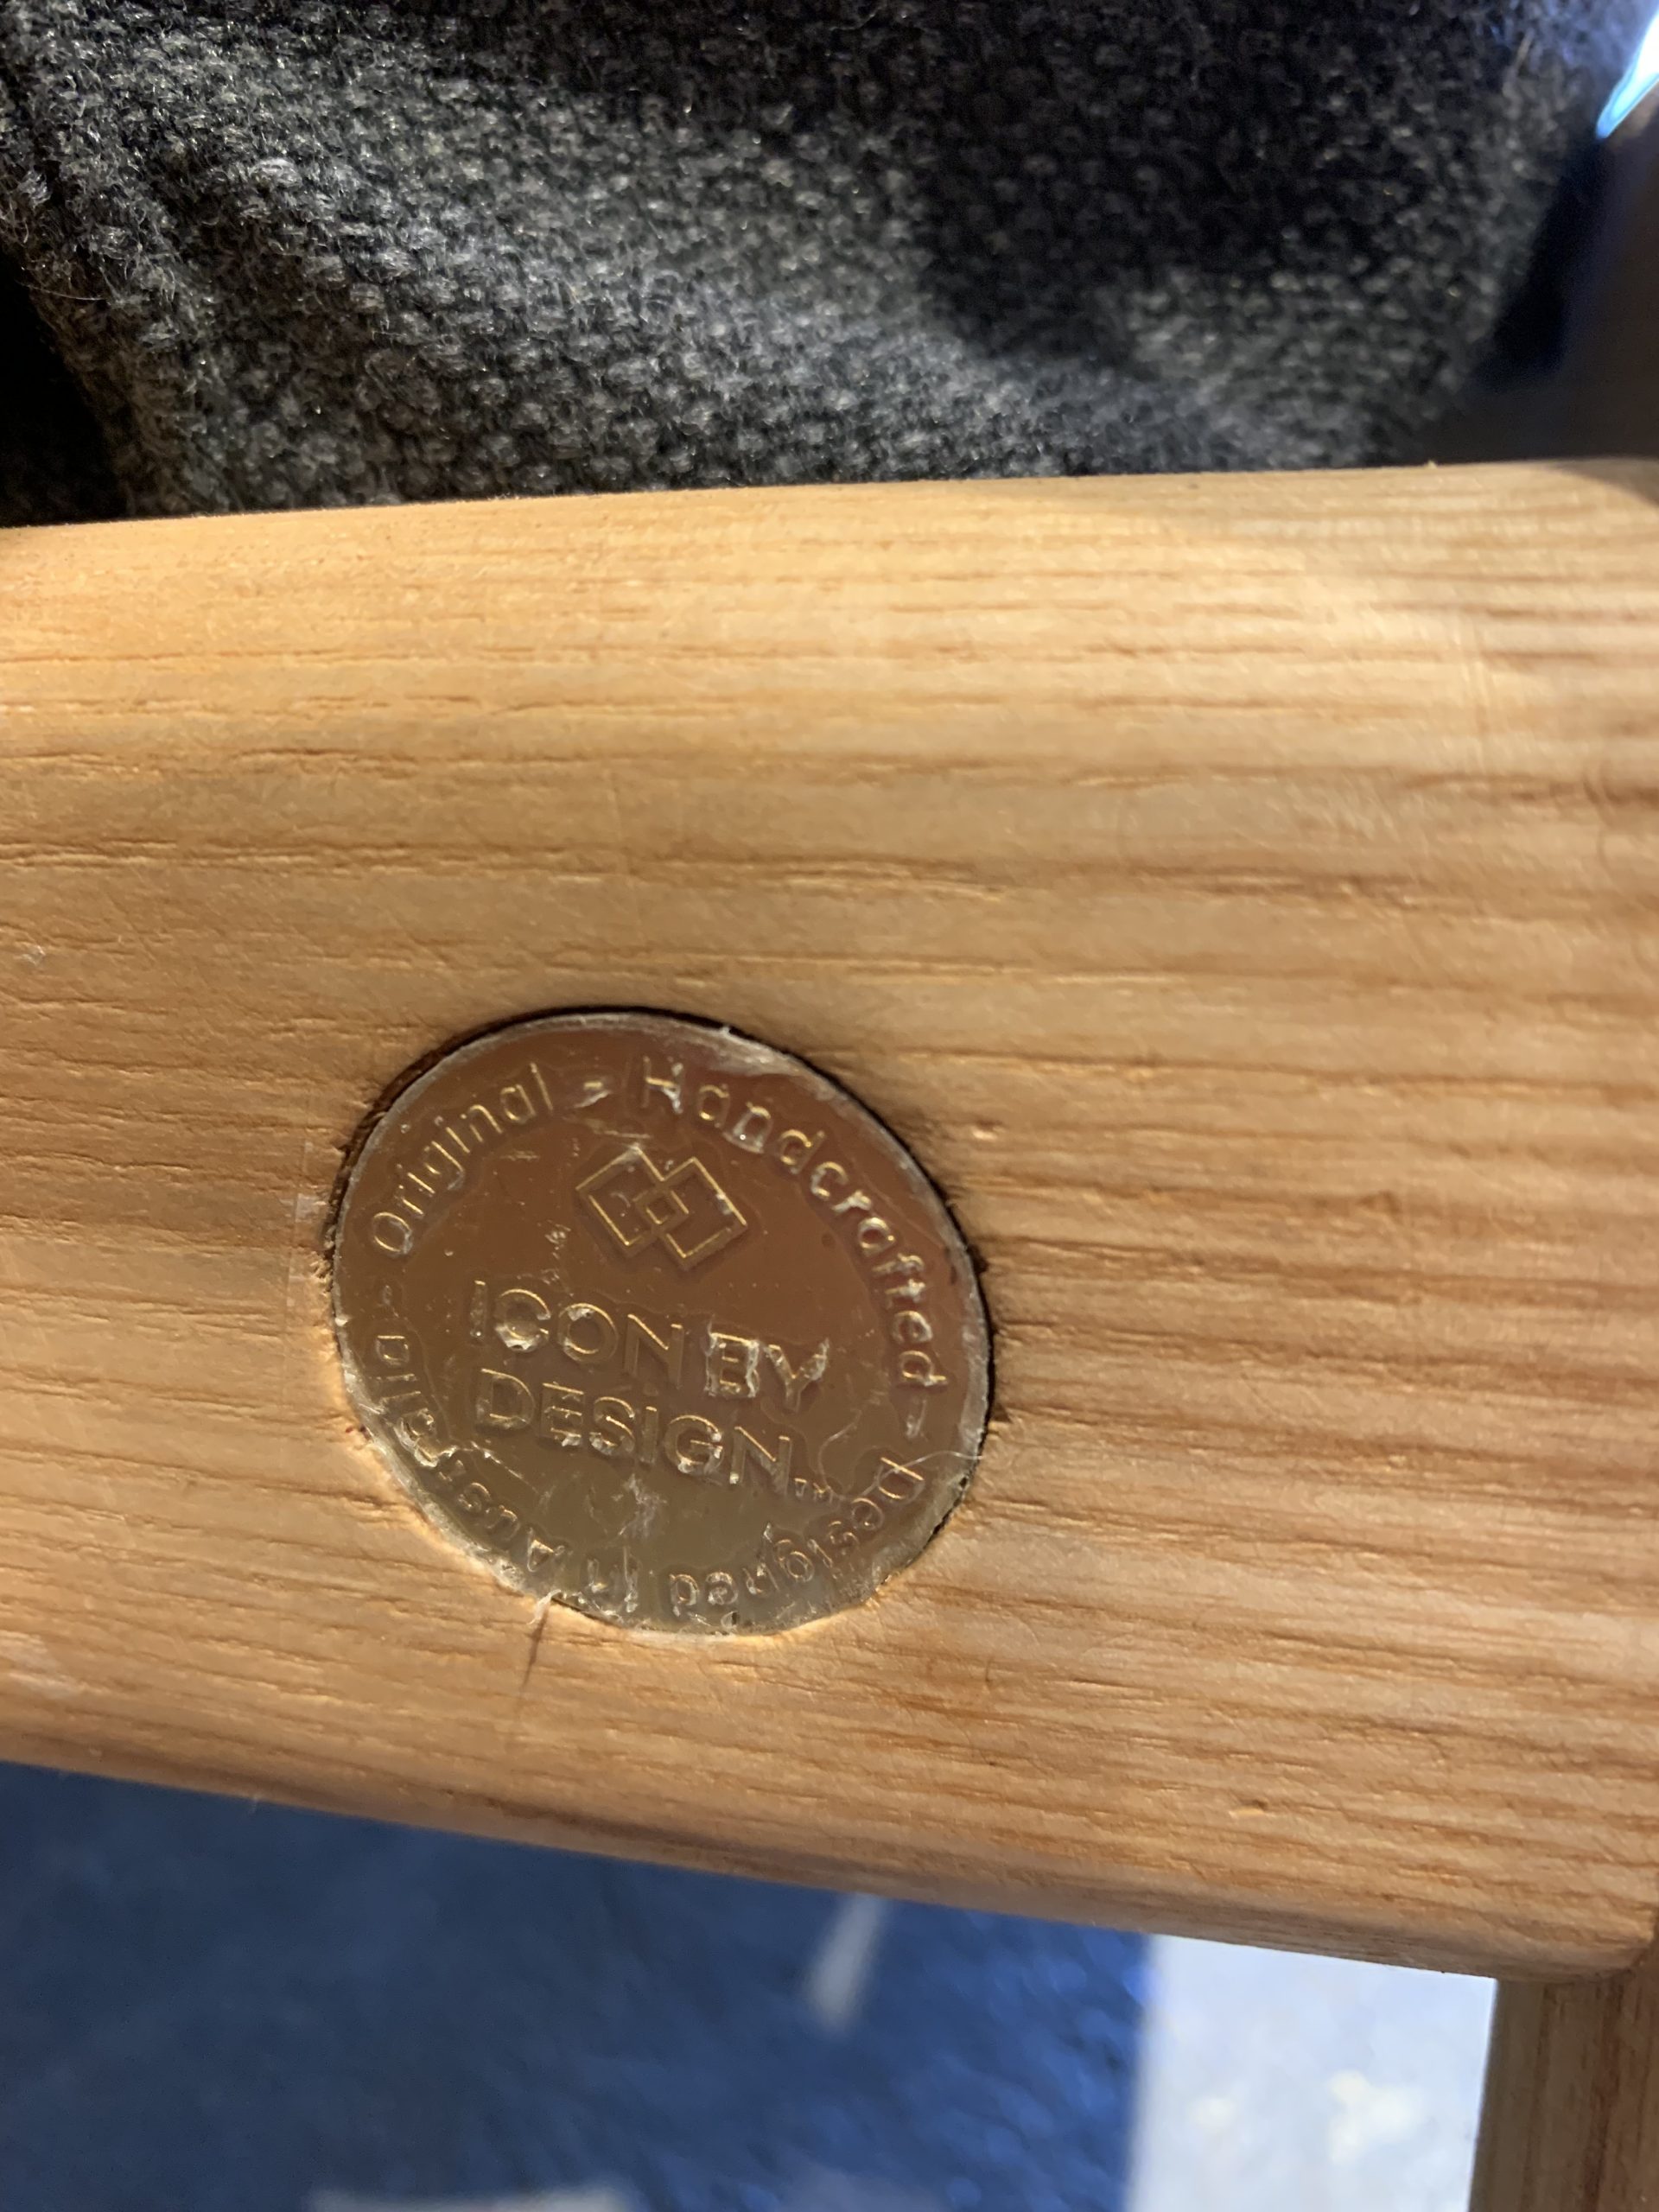 Original - Handcrafted -
ICON BY
DESIGN™
Designed in Australia -